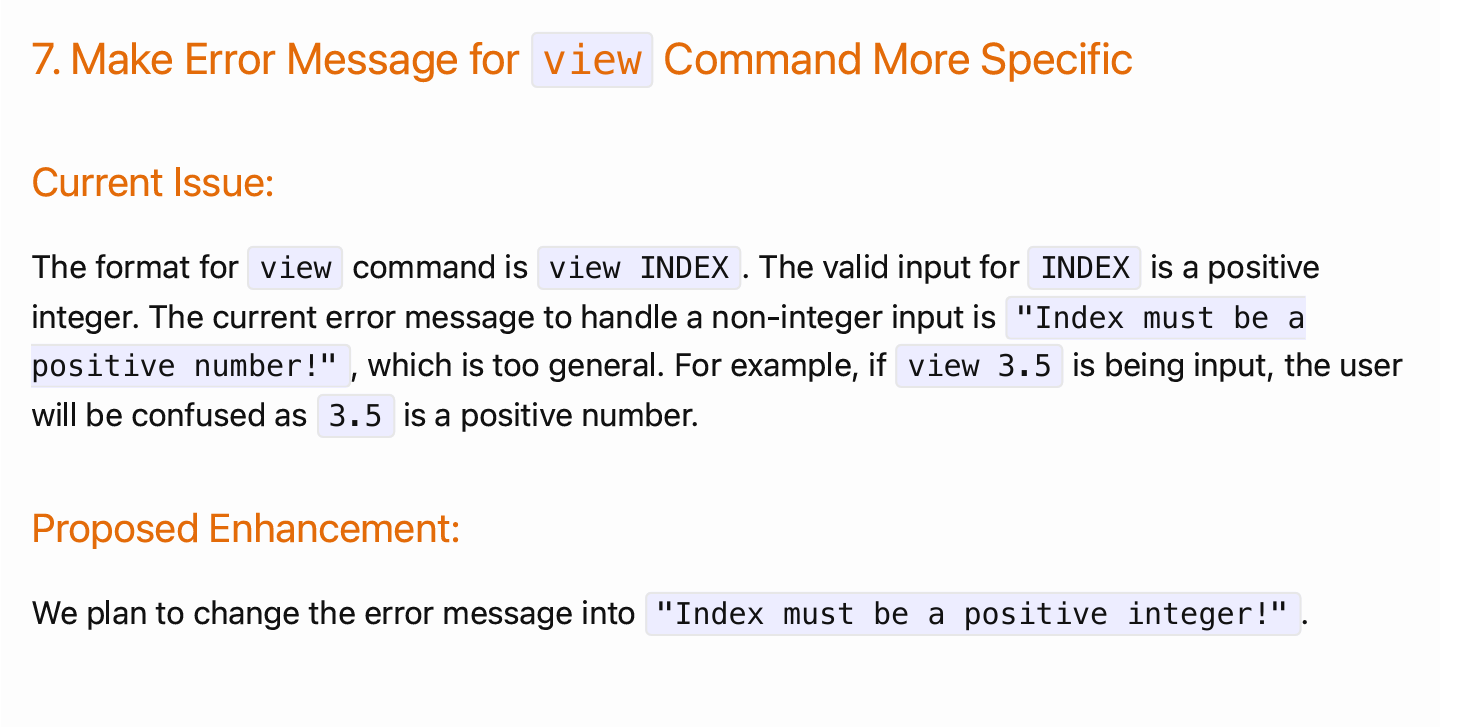 7. Make Error Message for view Command More Specific
Current Issue:
The format for view command is view INDEX. The valid input for INDEX is a positive
integer. The current error message to handle a non-integer input is "Index must be a
positive number!", which is too general. For example, if view 3.5 is being input, the user
will be confused as 3.5 is a positive number.
Proposed Enhancement:
We plan to change the error message into "Index must be a positive integer!".